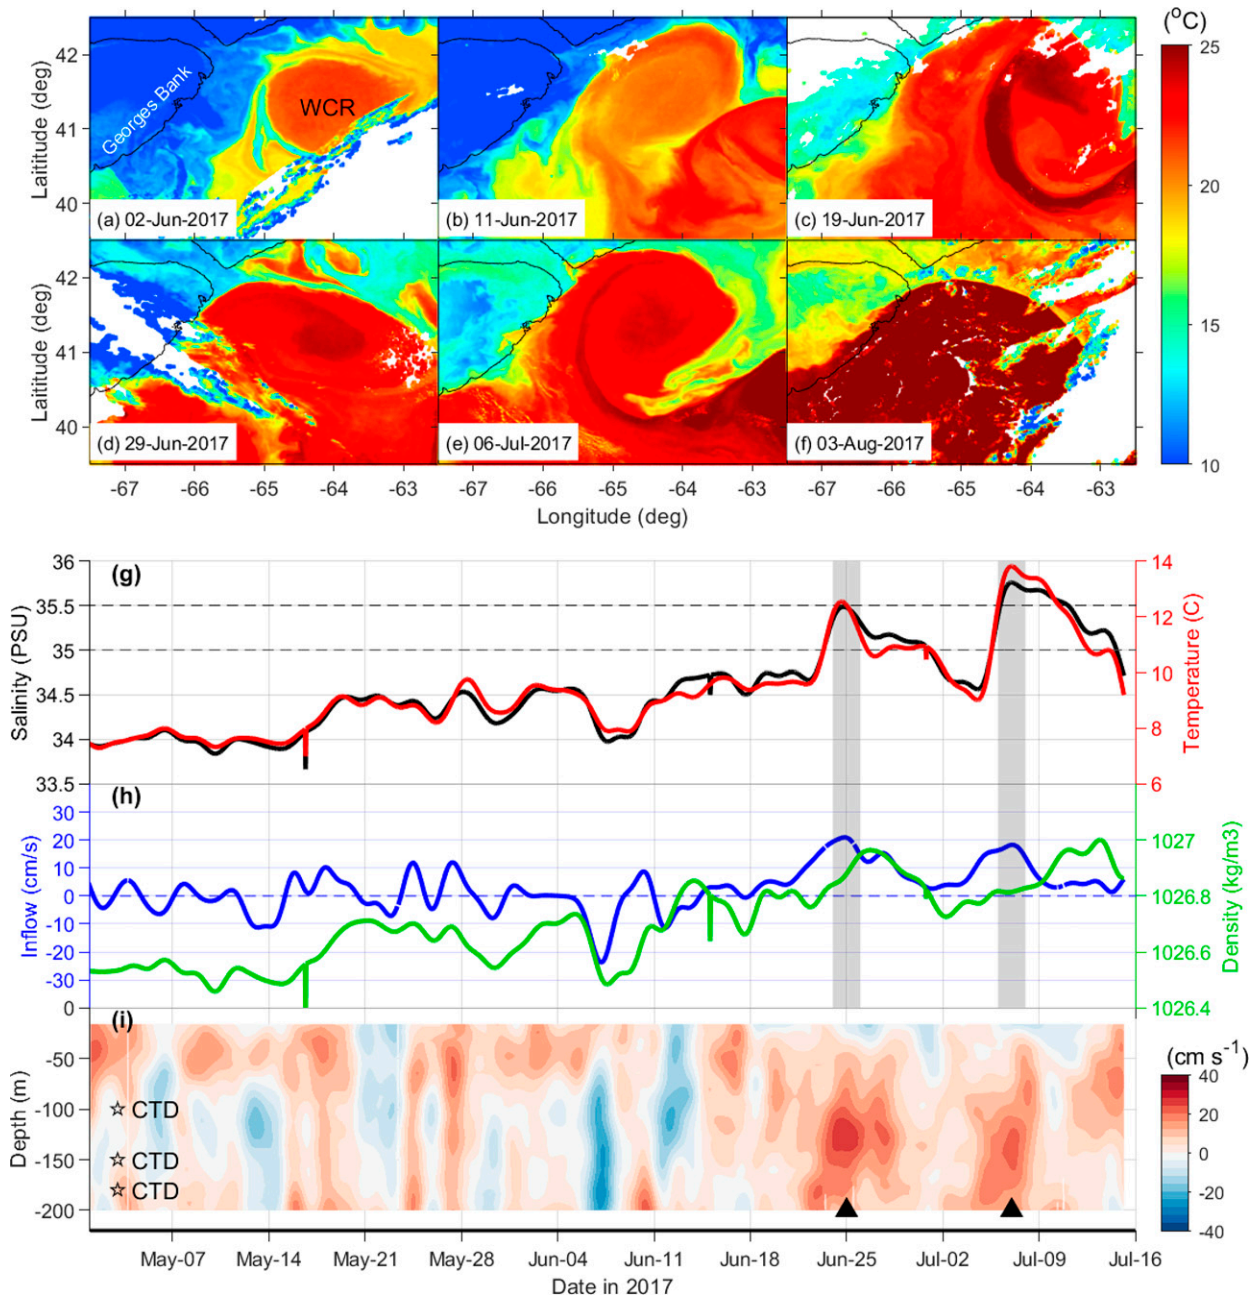 (°C)
Latitude (deg)
42
41
40
Georges Bank
WCR
(a) 02-Jun-2017
(b) 11-Jun-2017
(c) 19-Jun-2017
25
20
15
10
Latitude (deg)
42
41
40
(d) 29-Jun-2017
(e) 06-Jul-2017
(f) 03-Aug-2017
-67 -66 -65 -64 -63
-67 -66 -65 -64 -63
-67 -66 -65 -64 -63
Longitude (deg)
(g)
Salinity (PSU)
36
35.5
35
34.5
34
33.5
Temperature (C)
14
12
10
8
6
(h)
Inflow (cm/s)
30
20
10
0
-10
-20
-30
Density (kg/m3)
1027
1026.8
1026.6
1026.4
(i)
Depth (m)
0
-50
-100
-150
-200
CTD
CTD
CTD
(cm s-1)
40
20
0
-20
-40
May-07 May-14 May-21 May-28 Jun-04 Jun-11 Jun-18 Jun-25 Jul-02 Jul-09 Jul-16
Date in 2017